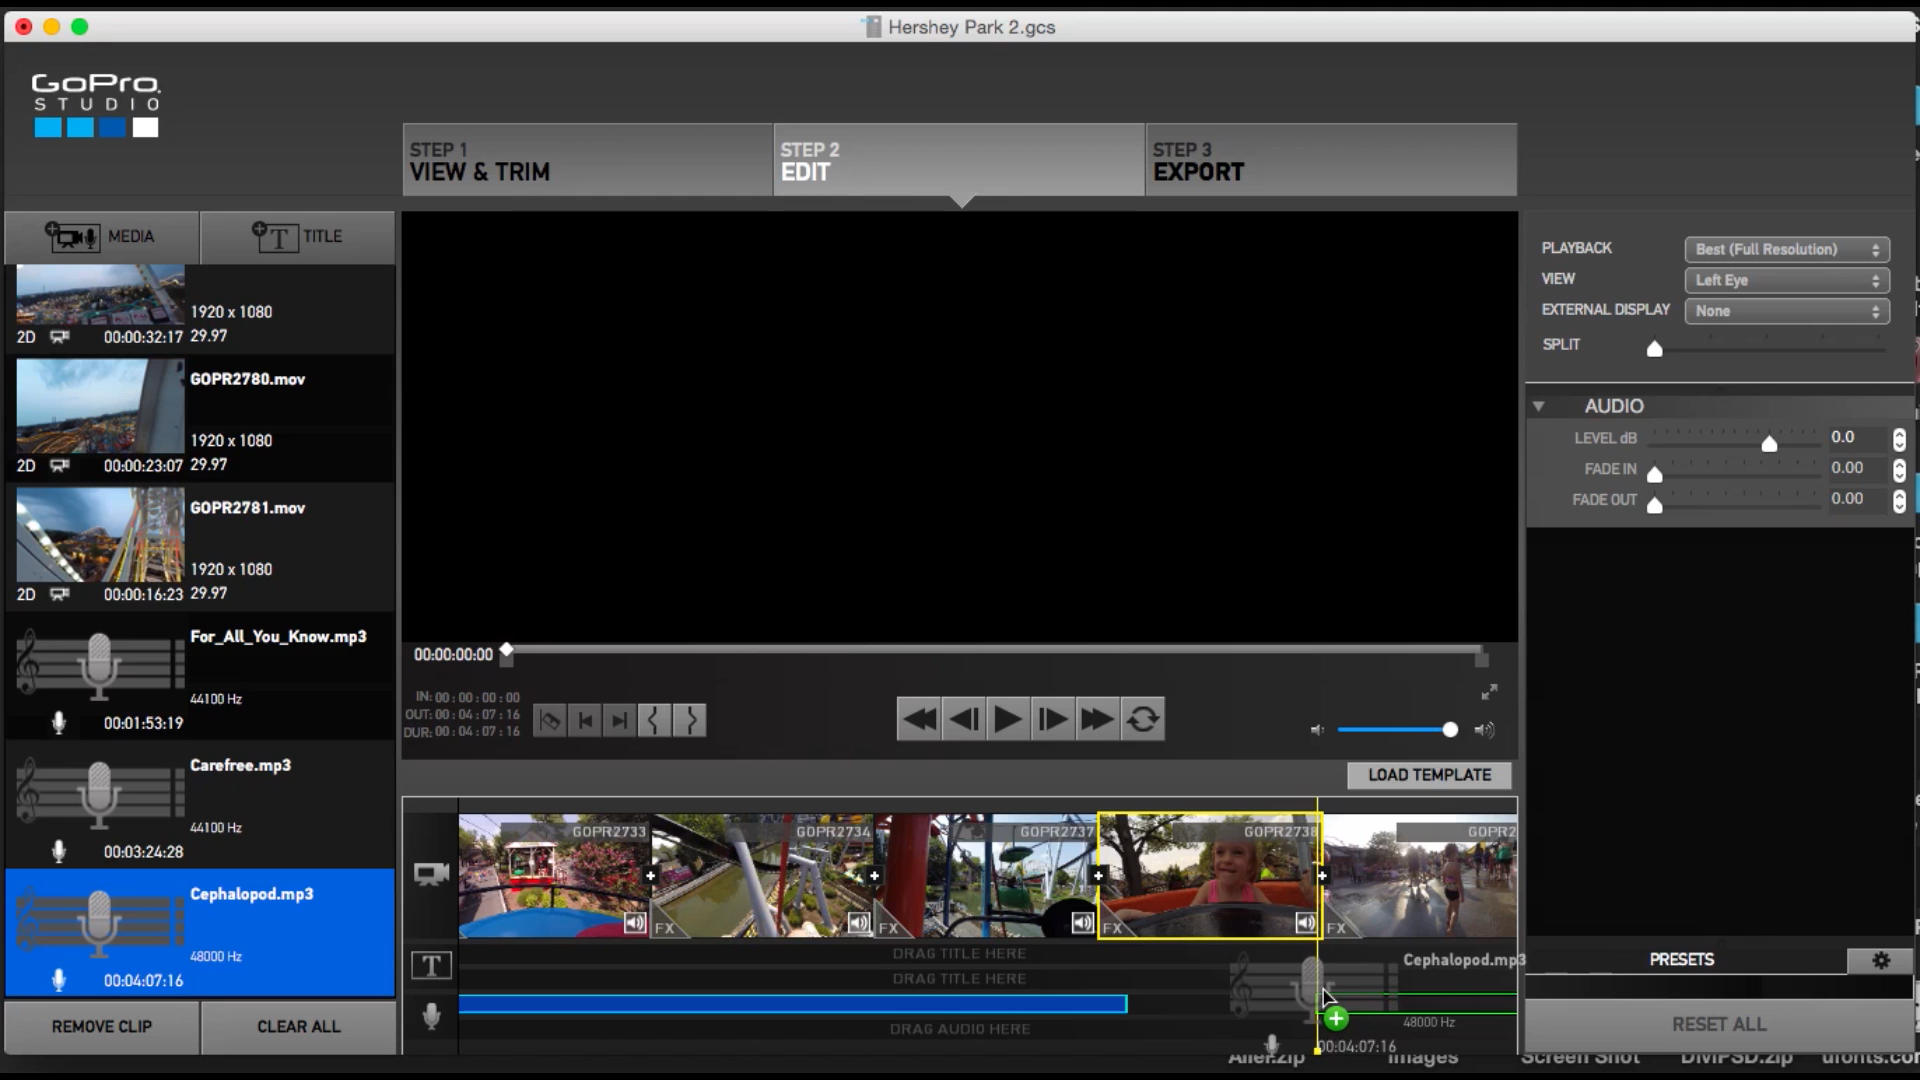 Hershey Park 2.gcs
GoPro
STUDIO
STEP 1
VIEW & TRIM
STEP 2
EDIT
STEP 3
EXPORT
MEDIA
TITLE
1920 x 1080
2D 00:00:32:17 29.97
GOPR2780.mov
1920 x 1080
2D 00:00:23:07 29.97
GOPR2781.mov
1920 x 1080
2D 00:00:16:23 29.97
For_All_You_Know.mp3
44100 Hz
00:01:53:19
Carefree.mp3
44100 Hz
00:03:24:28
Cephalopod.mp3
48000 Hz
00:04:07:16
REMOVE CLIP
CLEAR ALL
00:00:00:00
IN: 00 : 00 : 00 : 00
OUT: 00 : 04 : 07 : 16
DUR: 00 : 04 : 07 : 16
LOAD TEMPLATE
GOPR2733
GOPR2734
GOPR2737
GOPR2738
GOPR2
FX
FX
FX
FX
T
DRAG TITLE HERE
DRAG TITLE HERE
DRAG AUDIO HERE
Cephalopod.mp3
48000 Hz
00:04:07:16
PLAYBACK Best (Full Resolution)
VIEW Left Eye
EXTERNAL DISPLAY None
SPLIT
AUDIO
LEVEL dB 0.0
FADE IN 0.00
FADE OUT 0.00
PRESETS
RESET ALL
Images
Screen Shot